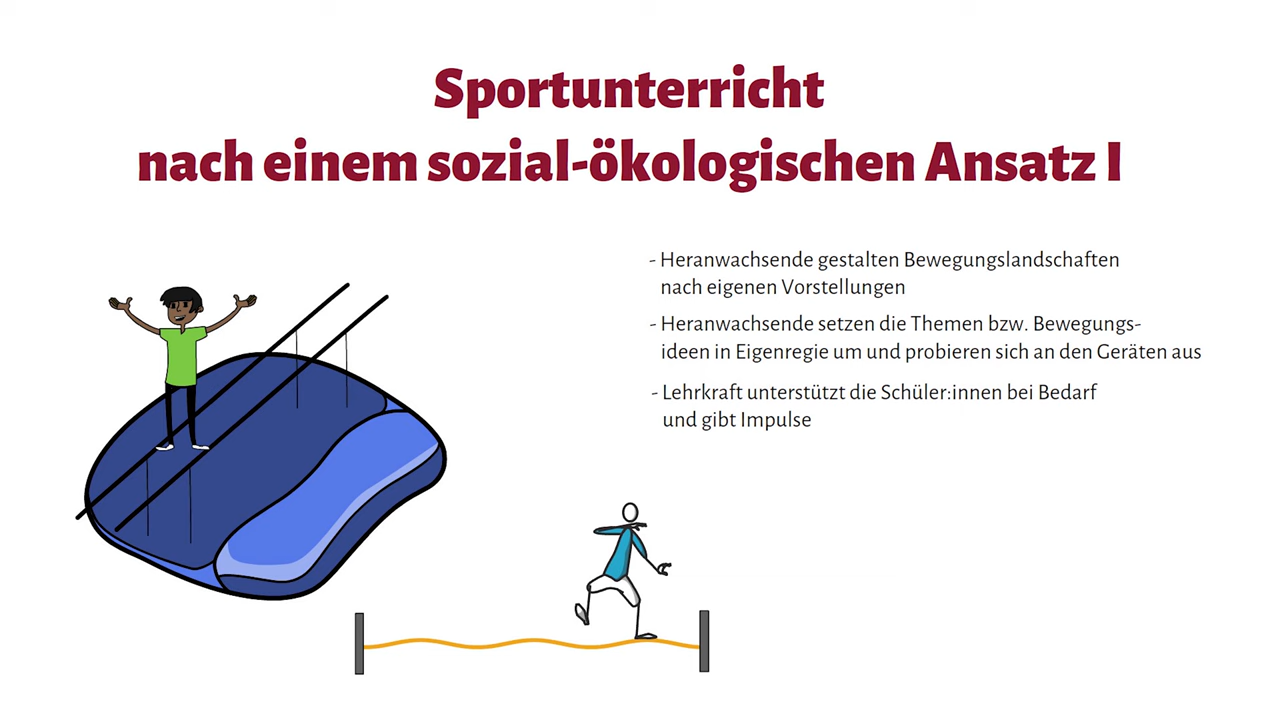 Sportunterricht
nach einem sozial-ökologischen Ansatz I
- Heranwachsende gestalten Bewegungslandschaften
nach eigenen Vorstellungen
- Heranwachsende setzen die Themen bzw. Bewegungs-
ideen in Eigenregie um und probieren sich an den Geräten aus
- Lehrkraft unterstützt die Schüler:innen bei Bedarf
und gibt Impulse